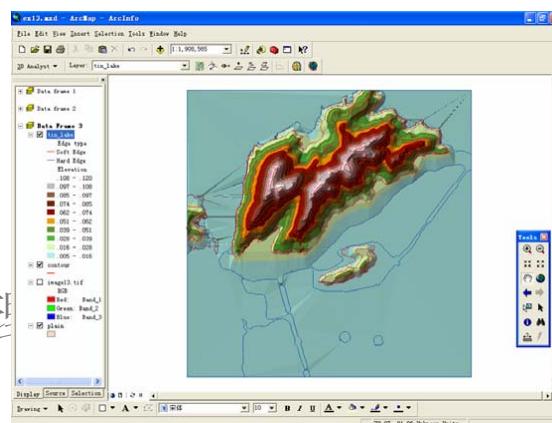 ex13.mxd - ArcMap - ArcInfo
File Edit View Insert Selection Tools Window Help
1:1,908,985
3D Analyst Layer: tin_lake
Data frame 1
Data frame 2
Data Frame 3
tin_lake
Edge type
Soft Edge
Hard Edge
Elevation
.108 - .120
.097 - .108
.085 - .097
.074 - .085
.062 - .074
.051 - .062
.039 - .051
.028 - .039
.016 - .028
.005 - .016
contour
image13.tif
RGB
Red: Band_1
Green: Band_2
Blue: Band_3
plain
Tools
Display Source Selection
Drawing A 宋体 10 B I U A